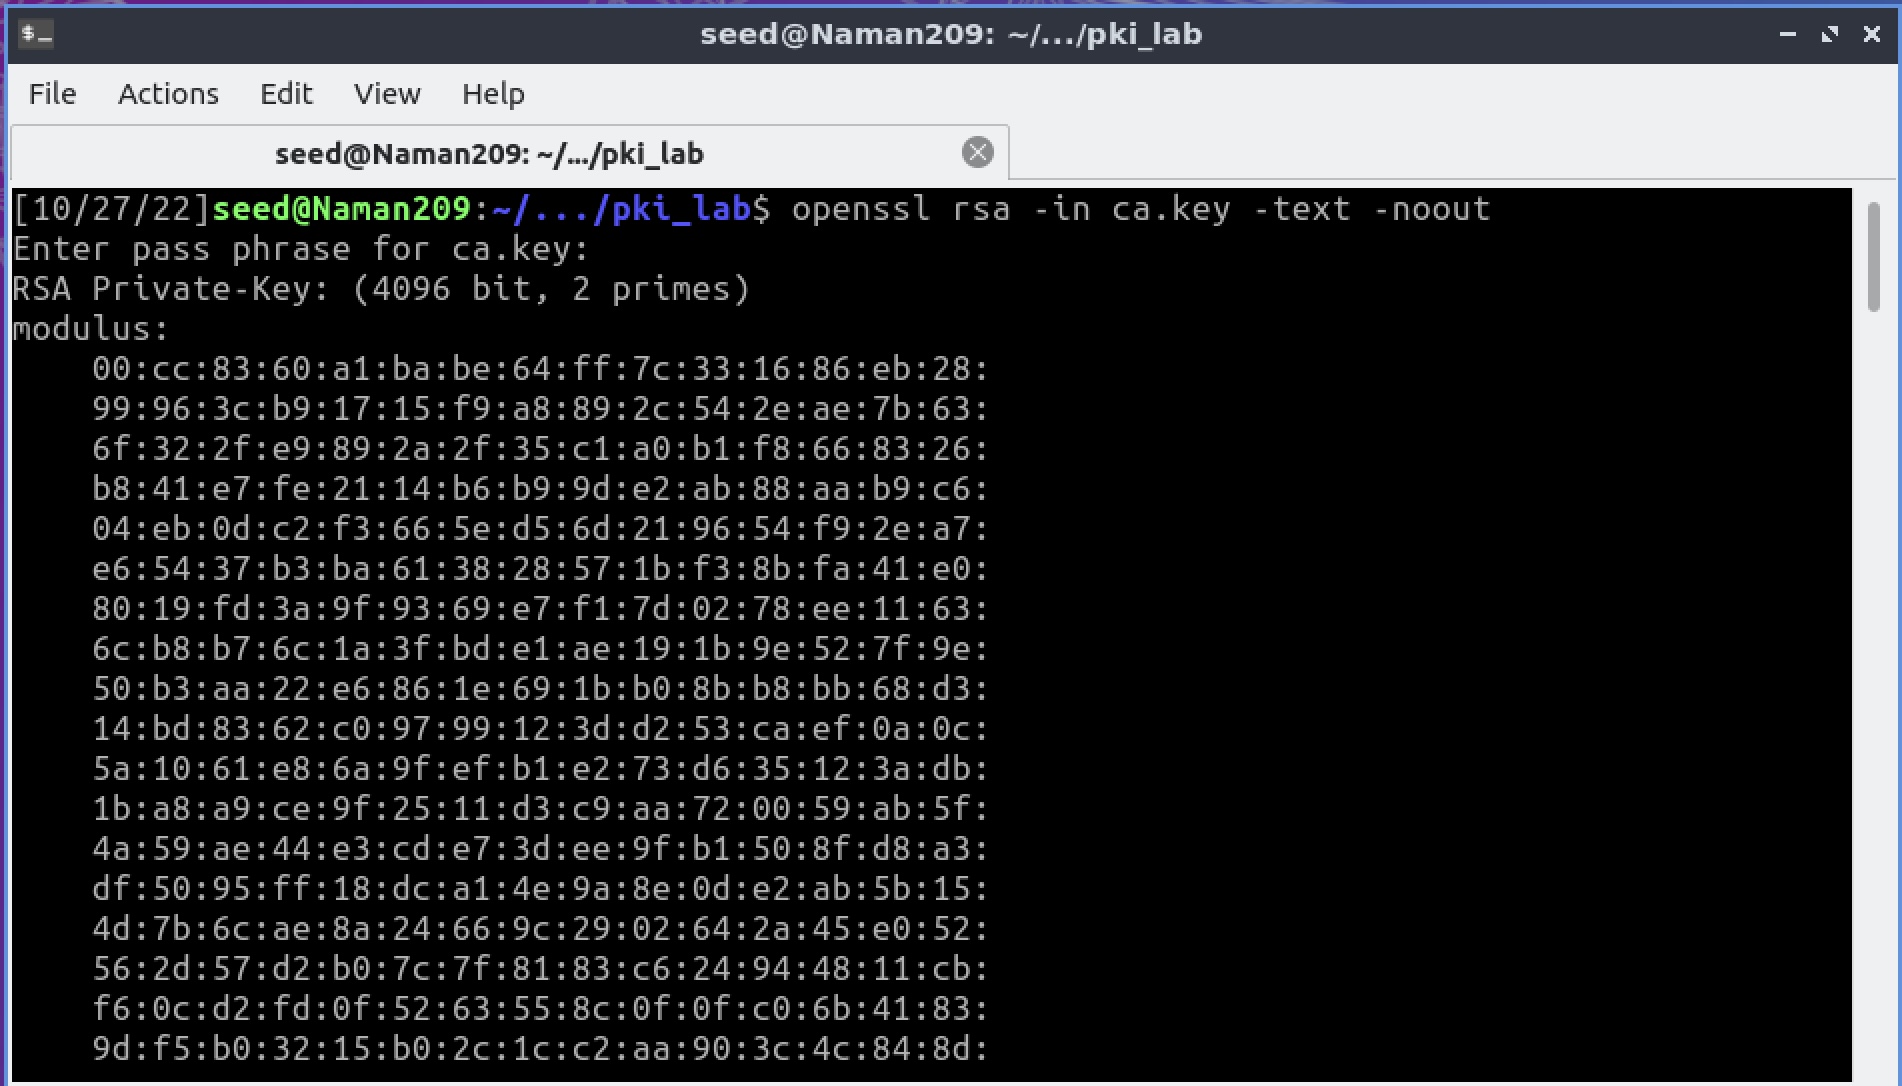 $_
seed@Naman209: ~/.../pki_lab
File Actions Edit View Help
seed@Naman209: ~/.../pki_lab
[10/27/22]seed@Naman209:~/.../pki_lab$ openssl rsa -in ca.key -text -noout
Enter pass phrase for ca.key:
RSA Private-Key: (4096 bit, 2 primes)
modulus:
00:cc:83:60:a1:ba:be:64:ff:7c:33:16:86:eb:28:
99:96:3c:b9:17:15:f9:a8:89:2c:54:2e:ae:7b:63:
6f:32:2f:e9:89:2a:2f:35:c1:a0:b1:f8:66:83:26:
b8:41:e7:fe:21:14:b6:b9:9d:e2:ab:88:aa:b9:c6:
04:eb:0d:c2:f3:66:5e:d5:6d:21:96:54:f9:2e:a7:
e6:54:37:b3:ba:61:38:28:57:1b:f3:8b:fa:41:e0:
80:19:fd:3a:9f:93:69:e7:f1:7d:02:78:ee:11:63:
6c:b8:b7:6c:1a:3f:bd:e1:ae:19:1b:9e:52:7f:9e:
50:b3:aa:22:e6:86:1e:69:1b:b0:8b:b8:bb:68:d3:
14:bd:83:62:c0:97:99:12:3d:d2:53:ca:ef:0a:0c:
5a:10:61:e8:6a:9f:ef:b1:e2:73:d6:35:12:3a:db:
1b:a8:a9:ce:9f:25:11:d3:c9:aa:72:00:59:ab:5f:
4a:59:ae:44:e3:cd:e7:3d:ee:9f:b1:50:8f:d8:a3:
df:50:95:ff:18:dc:a1:4e:9a:8e:0d:e2:ab:5b:15:
4d:7b:6c:ae:8a:24:66:9c:29:02:64:2a:45:e0:52:
56:2d:57:d2:b0:7c:7f:81:83:c6:24:94:48:11:cb:
f6:0c:d2:fd:0f:52:63:55:8c:0f:0f:c0:6b:41:83:
9d:f5:b0:32:15:b0:2c:1c:c2:aa:90:3c:4c:84:8d: